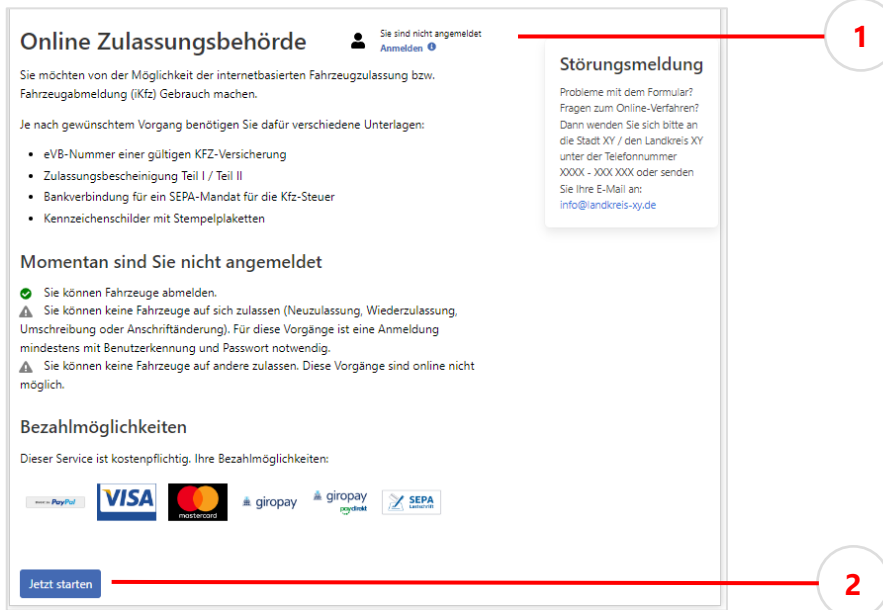 Online Zulassungsbehörde
Sie sind nicht angemeldet
Anmelden
1
Sie möchten von der Möglichkeit der internetbasierten Fahrzeugzulassung bzw.
Fahrzeugabmeldung (iKfz) Gebrauch machen.
Je nach gewünschtem Vorgang benötigen Sie dafür verschiedene Unterlagen:
• eVB-Nummer einer gültigen KFZ-Versicherung
• Zulassungsbescheinigung Teil I / Teil II
• Bankverbindung für ein SEPA-Mandat für die Kfz-Steuer
• Kennzeichenschilder mit Stempelplaketten
Störungsmeldung
Probleme mit dem Formular?
Fragen zum Online-Verfahren?
Dann wenden Sie sich bitte an
die Stadt XY / den Landkreis XY
unter der Telefonnummer
XXXX - XXX XXX oder senden
Sie Ihre E-Mail an:
info@landkreis-xy.de
Momentan sind Sie nicht angemeldet
Sie können Fahrzeuge abmelden.
Sie können keine Fahrzeuge auf sich zulassen (Neuzulassung, Wiederzulassung,
Umschreibung oder Anschriftänderung). Für diese Vorgänge ist eine Anmeldung
mindestens mit Benutzerkennung und Passwort notwendig.
Sie können keine Fahrzeuge auf andere zulassen. Diese Vorgänge sind online nicht
möglich.
Bezahlmöglichkeiten
Dieser Service ist kostenpflichtig. Ihre Bezahlmöglichkeiten:
PayPal
VISA
mastercard
giropay
giropay
paydirekt
SEPA
Lastschrift
Jetzt starten
2